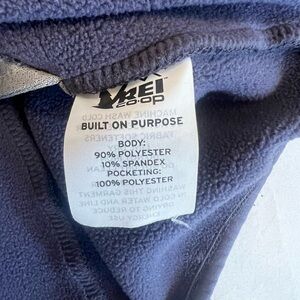 REI
CO·OP
BUILT ON PURPOSE
BODY:
90% POLYESTER
10% SPANDEX
POCKETING:
100% POLYESTER